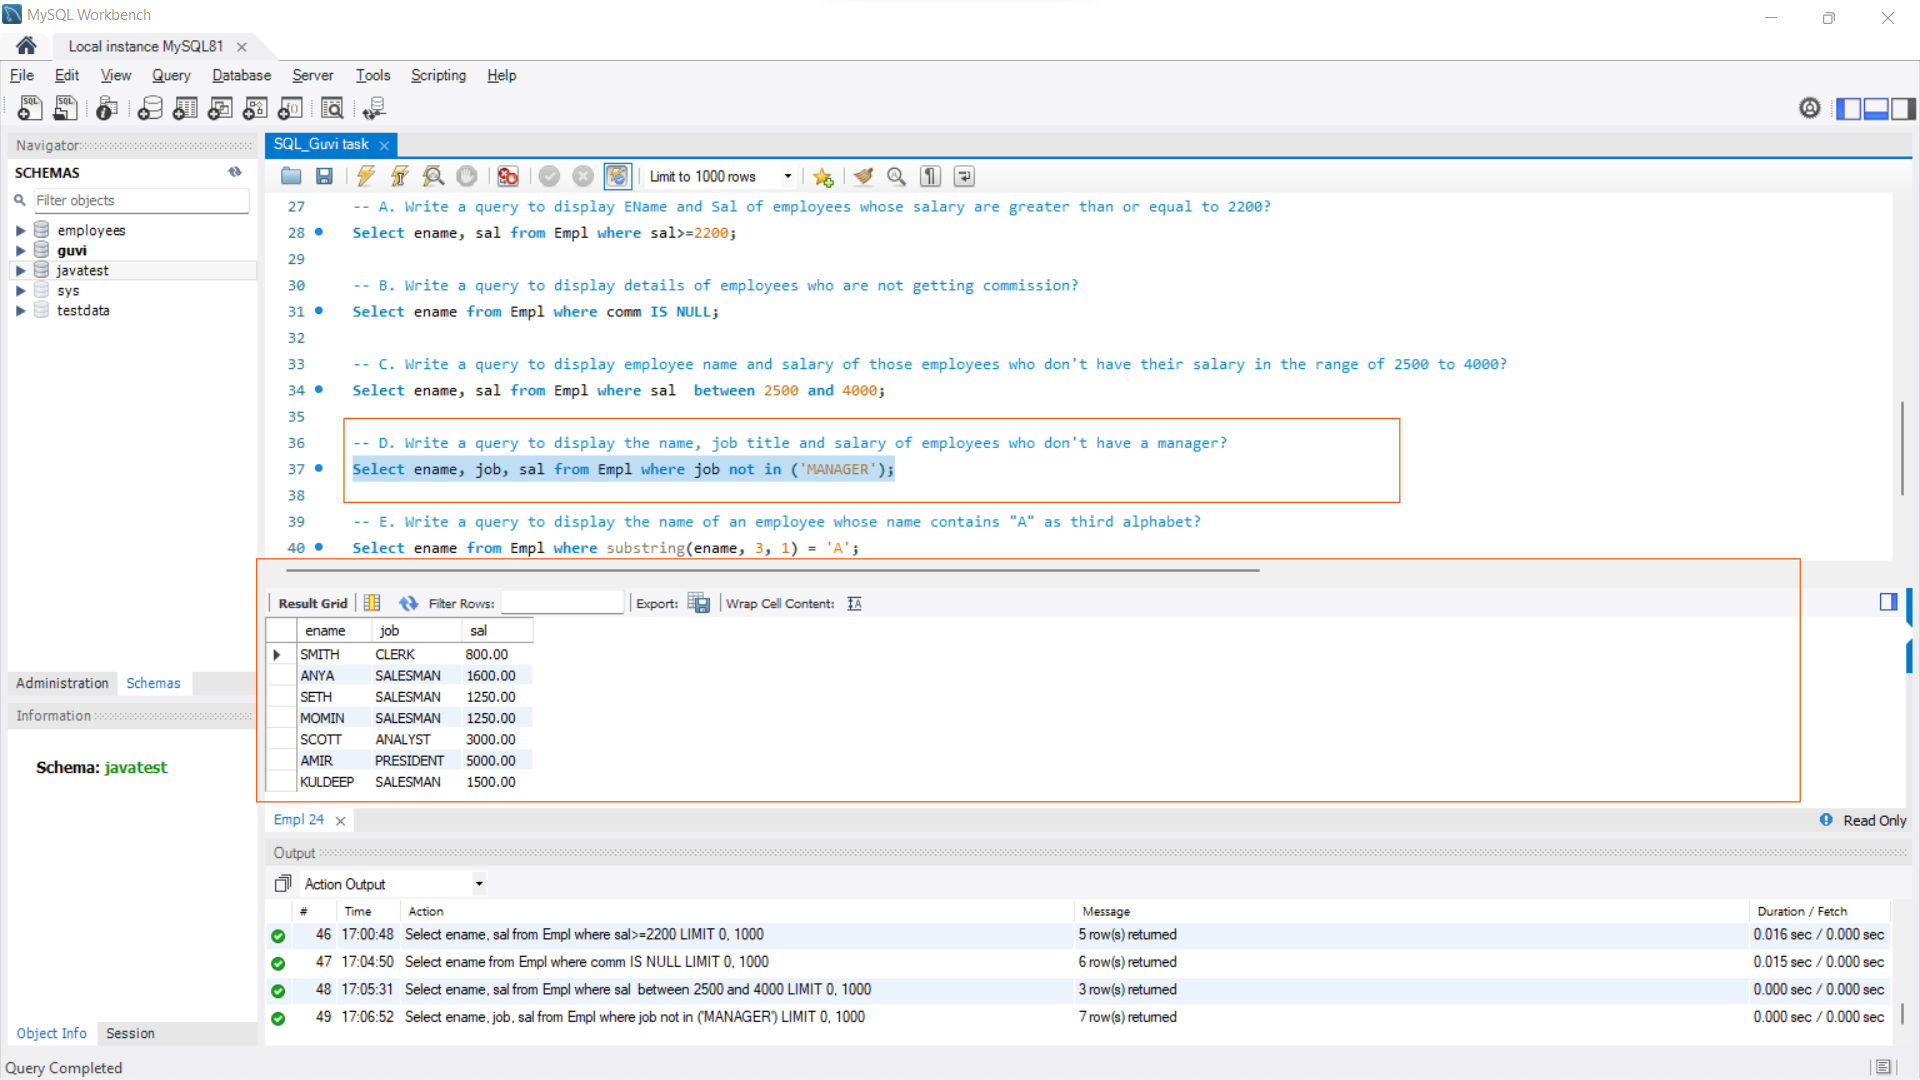 MySQL Workbench
Local instance MySQL81
File Edit View Query Database Server Tools Scripting Help
Navigator
SCHEMAS
Filter objects
employees
guvi
javatest
sys
testdata
Administration Schemas
Information
Schema: javatest
Object Info Session
SQL_Guvi task
Limit to 1000 rows
27 -- A. Write a query to display EName and Sal of employees whose salary are greater than or equal to 2200?
28 Select ename, sal from Empl where sal>=2200;
29
30 -- B. Write a query to display details of employees who are not getting commission?
31 Select ename from Empl where comm IS NULL;
32
33 -- C. Write a query to display employee name and salary of those employees who don't have their salary in the range of 2500 to 4000?
34 Select ename, sal from Empl where sal  between 2500 and 4000;
35
36 -- D. Write a query to display the name, job title and salary of employees who don't have a manager?
37 Select ename, job, sal from Empl where job not in ('MANAGER');
38
39 -- E. Write a query to display the name of an employee whose name contains "A" as third alphabet?
40 Select ename from Empl where substring(ename, 3, 1) = 'A';
Result Grid Filter Rows: Export: Wrap Cell Content:
ename job sal
SMITH CLERK 800.00
ANYA SALESMAN 1600.00
SETH SALESMAN 1250.00
MOMIN SALESMAN 1250.00
SCOTT ANALYST 3000.00
AMIR PRESIDENT 5000.00
KULDEEP SALESMAN 1500.00
Empl 24 Read Only
Output
Action Output
# Time Action Message Duration / Fetch
46 17:00:48 Select ename, sal from Empl where sal>=2200 LIMIT 0, 1000 5 row(s) returned 0.016 sec / 0.000 sec
47 17:04:50 Select ename from Empl where comm IS NULL LIMIT 0, 1000 6 row(s) returned 0.015 sec / 0.000 sec
48 17:05:31 Select ename, sal from Empl where sal  between 2500 and 4000 LIMIT 0, 1000 3 row(s) returned 0.000 sec / 0.000 sec
49 17:06:52 Select ename, job, sal from Empl where job not in ('MANAGER') LIMIT 0, 1000 7 row(s) returned 0.000 sec / 0.000 sec
Query Completed